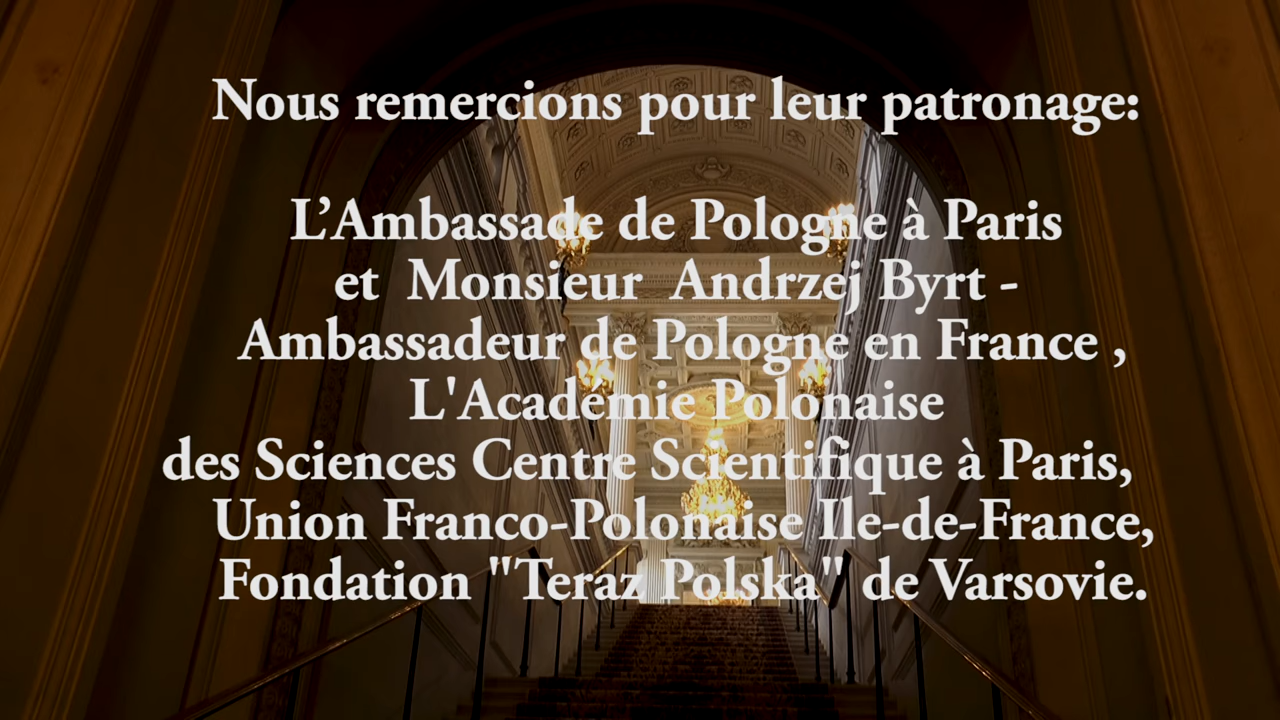 Nous remercions pour leur patronage:
L’Ambassade de Pologne à Paris
et Monsieur Andrzej Byrt -
Ambassadeur de Pologne en France ,
L'Académie Polonaise
des Sciences Centre Scientifique à Paris,
Union Franco-Polonaise Ile-de-France,
Fondation "Teraz Polska" de Varsovie.